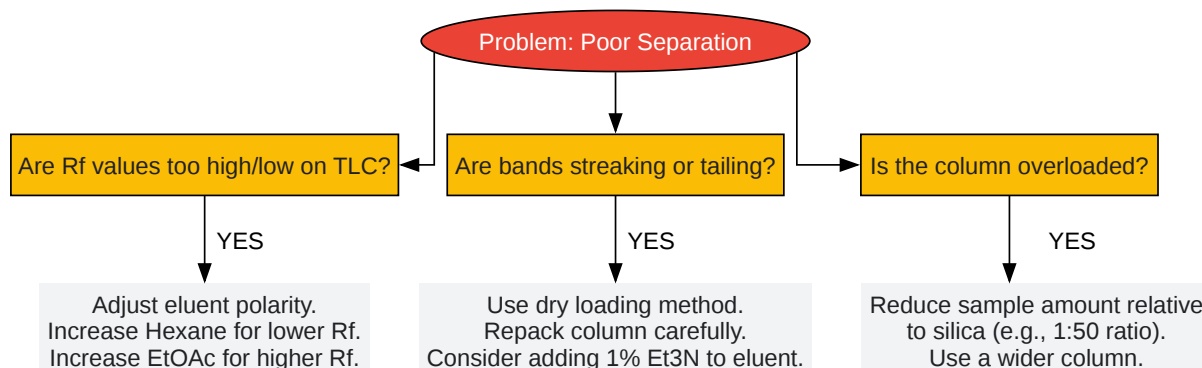 Problem: Poor Separation
Are Rf values too high/low on TLC?
Are bands streaking or tailing?
Is the column overloaded?
YES
YES
YES
Adjust eluent polarity.
Increase Hexane for lower Rf.
Increase EtOAc for higher Rf.
Use dry loading method.
Repack column carefully.
Consider adding 1% Et3N to eluent.
Reduce sample amount relative
to silica (e.g., 1:50 ratio).
Use a wider column.